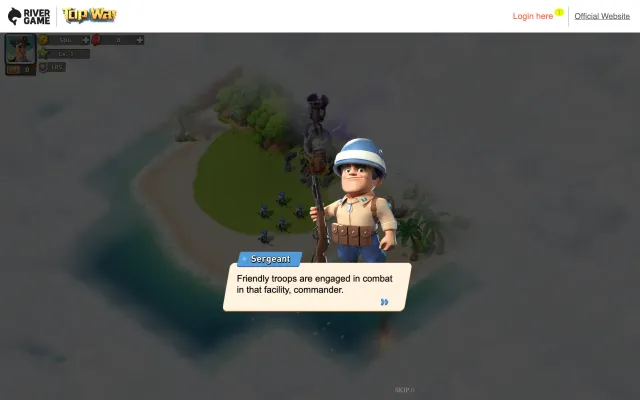 RIVER
GAME
Top War
Login here
Official Website
Sergeant
Friendly troops are engaged in combat
in that facility, commander.
SKIP